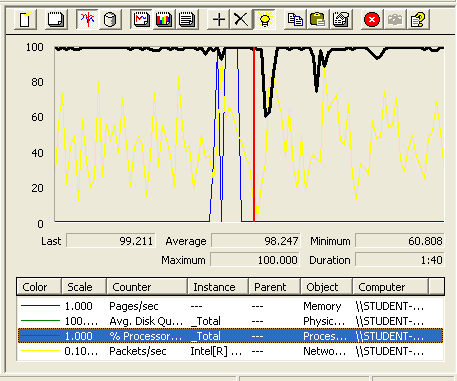 100
80
60
40
20
0
Last 99.211 Average 98.247 Minimum 60.808
Maximum 100.000 Duration 1:40
Color Scale Counter Instance Parent Object Computer
1.000 Pages/sec --- --- Memory \\STUDENT-...
100.... Avg. Disk Qu... _Total --- Physic... \\STUDENT-...
1.000 % Processor... _Total --- Proces... \\STUDENT-...
0.10... Packets/sec Intel[R] ... --- Netwo... \\STUDENT-...